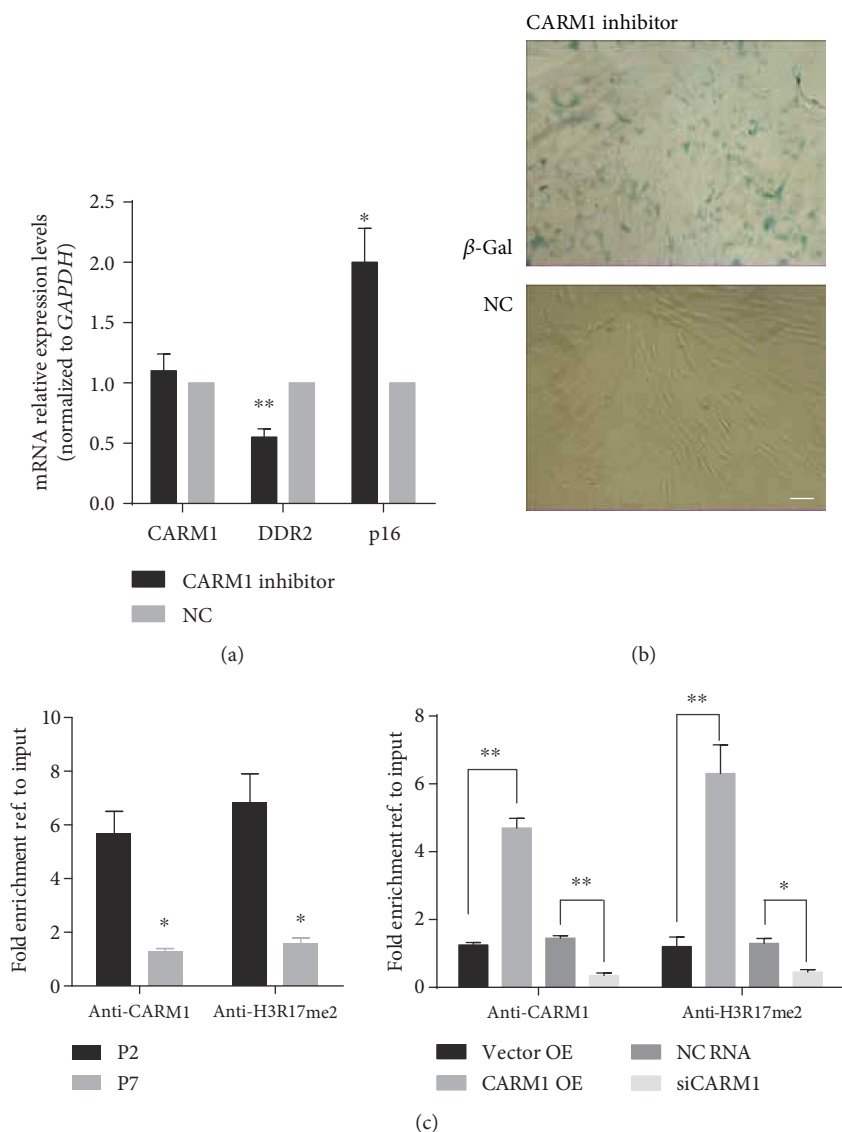 CARM1 inhibitor
β-Gal
NC
mRNA relative expression levels
(normalized to GAPDH)
2.5
2.0
1.5
1.0
0.5
0.0
*
**
CARM1
DDR2
p16
CARM1 inhibitor
NC
(a)
(b)
Fold enrichment ref. to input
10
8
6
4
2
0
*
*
Anti-CARM1
Anti-H3R17me2
P2
P7
Fold enrichment ref. to input
8
6
4
2
0
**
**
**
*
Anti-CARM1
Anti-H3R17me2
Vector OE
CARM1 OE
NC RNA
siCARM1
(c)